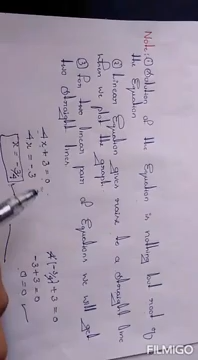 Note: ① Solution of the Equation is nothing but root of
the Equation
② Linear Equation gives raise to a straight line
when we plot the graph
③ For two linear pair of Equations we will get
two straight lines
4x + 3 = 0
4x = -3
x = -3/4
4(-3/4) + 3 = 0
-3 + 3 = 0
0 = 0
FILMIGO